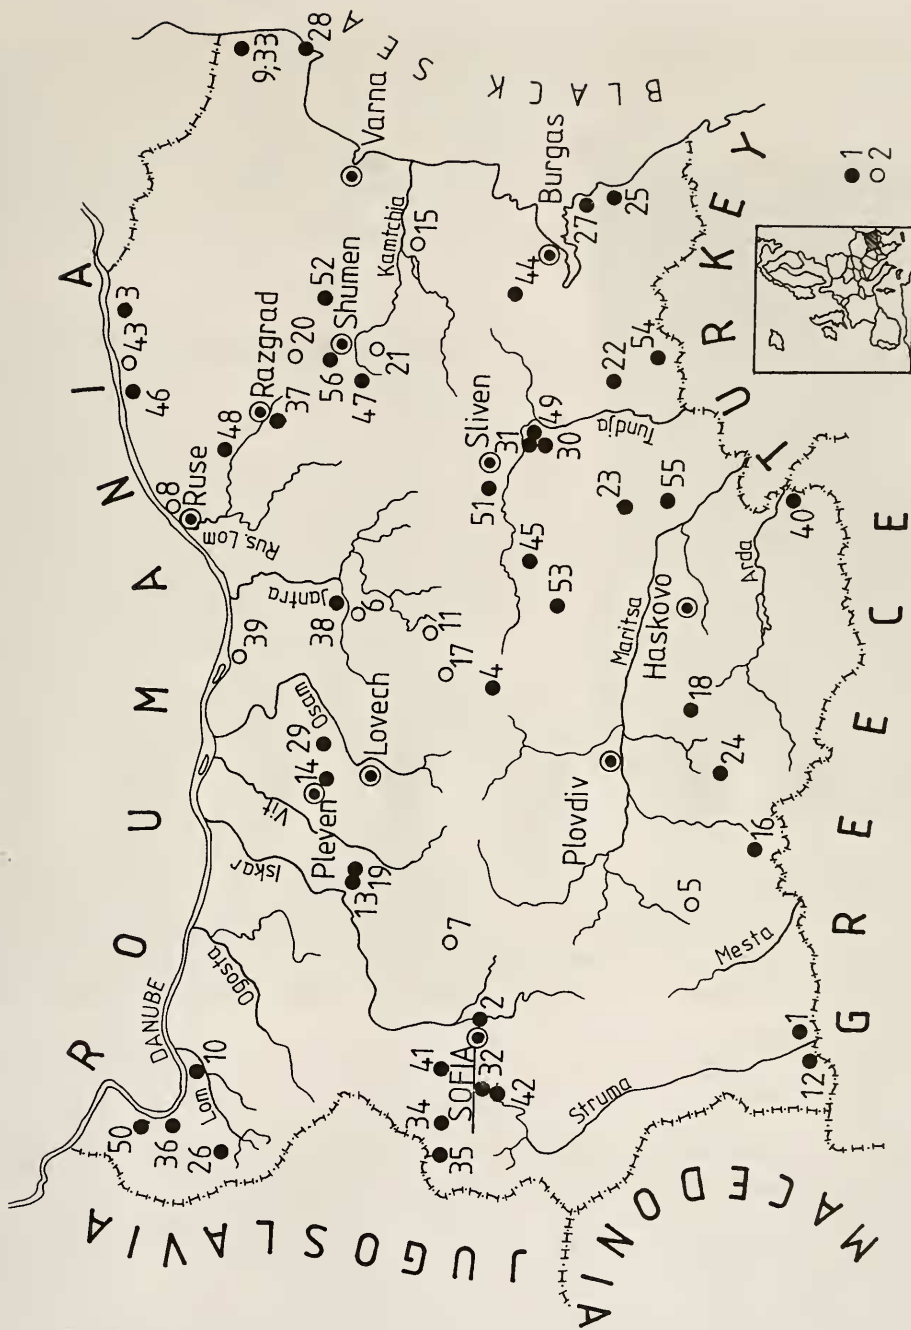 ROUMANIA
DANUBE
JUGOSLAVIA
MACEDONIA
GREECE
TURKEY
BLACK SEA
50
36
26
Lom
10
Ogosta
Iskar
Vit
Osam
Jantra
Rus. Lom
Kamtchia
Tundja
Maritsa
Arda
Mesta
Struma
39
8
Ruse
46
43
3
48
Razgrad
37
20
52
56
Shumen
47
21
15
9;33
28
Varna
Pleven
14
29
Lovech
13
19
38
6
11
17
4
7
34
35
41
SOFIA
2
32
42
Sliven
51
31
49
30
45
53
44
Burgas
27
25
22
54
23
55
Plovdiv
Haskovo
18
24
16
5
40
1
12
1
2